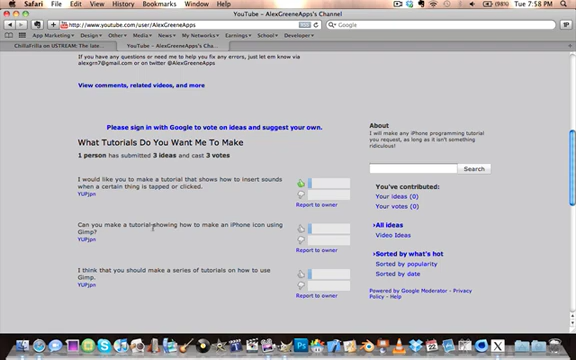 Safari File Edit View History Bookmarks Window Help
(98%) Tue 7:58 PM
YouTube - AlexGreeneApps's Channel
http://www.youtube.com/user/AlexGreeneApps
Google
App Marketing Design Development News My Networks Earnings School General
ChillaFrilla on USTREAM: The late...
YouTube - AlexGreeneApps's Cha...
If you have any questions or need me to help you fix any errors, just let em know via
alexgrn7@gmail.com or on twitter @AlexGreeneApps
View comments, related videos, and more
Please sign in with Google to vote on ideas and suggest your own.
What Tutorials Do You Want Me To Make
1 person has submitted 3 ideas and cast 3 votes
I would like you to make a tutorial that shows how to insert sounds
when a certain thing is tapped or clicked.
YUPjpn
Report to owner
Can you make a tutorial showing how to make an iPhone icon using
Gimp?
YUPjpn
Report to owner
I think that you should make a series of tutorials on how to use
Gimp.
YUPjpn
Report to owner
About
I will make any iPhone programming tutorial
you request, as long as it isn't something
ridiculous!
Search
You've contributed:
Your ideas (0)
Your votes (0)
›All ideas
Video Ideas
›Sorted by what's hot
Sorted by popularity
Sorted by date
Powered by Google Moderator - Privacy
Policy - Help